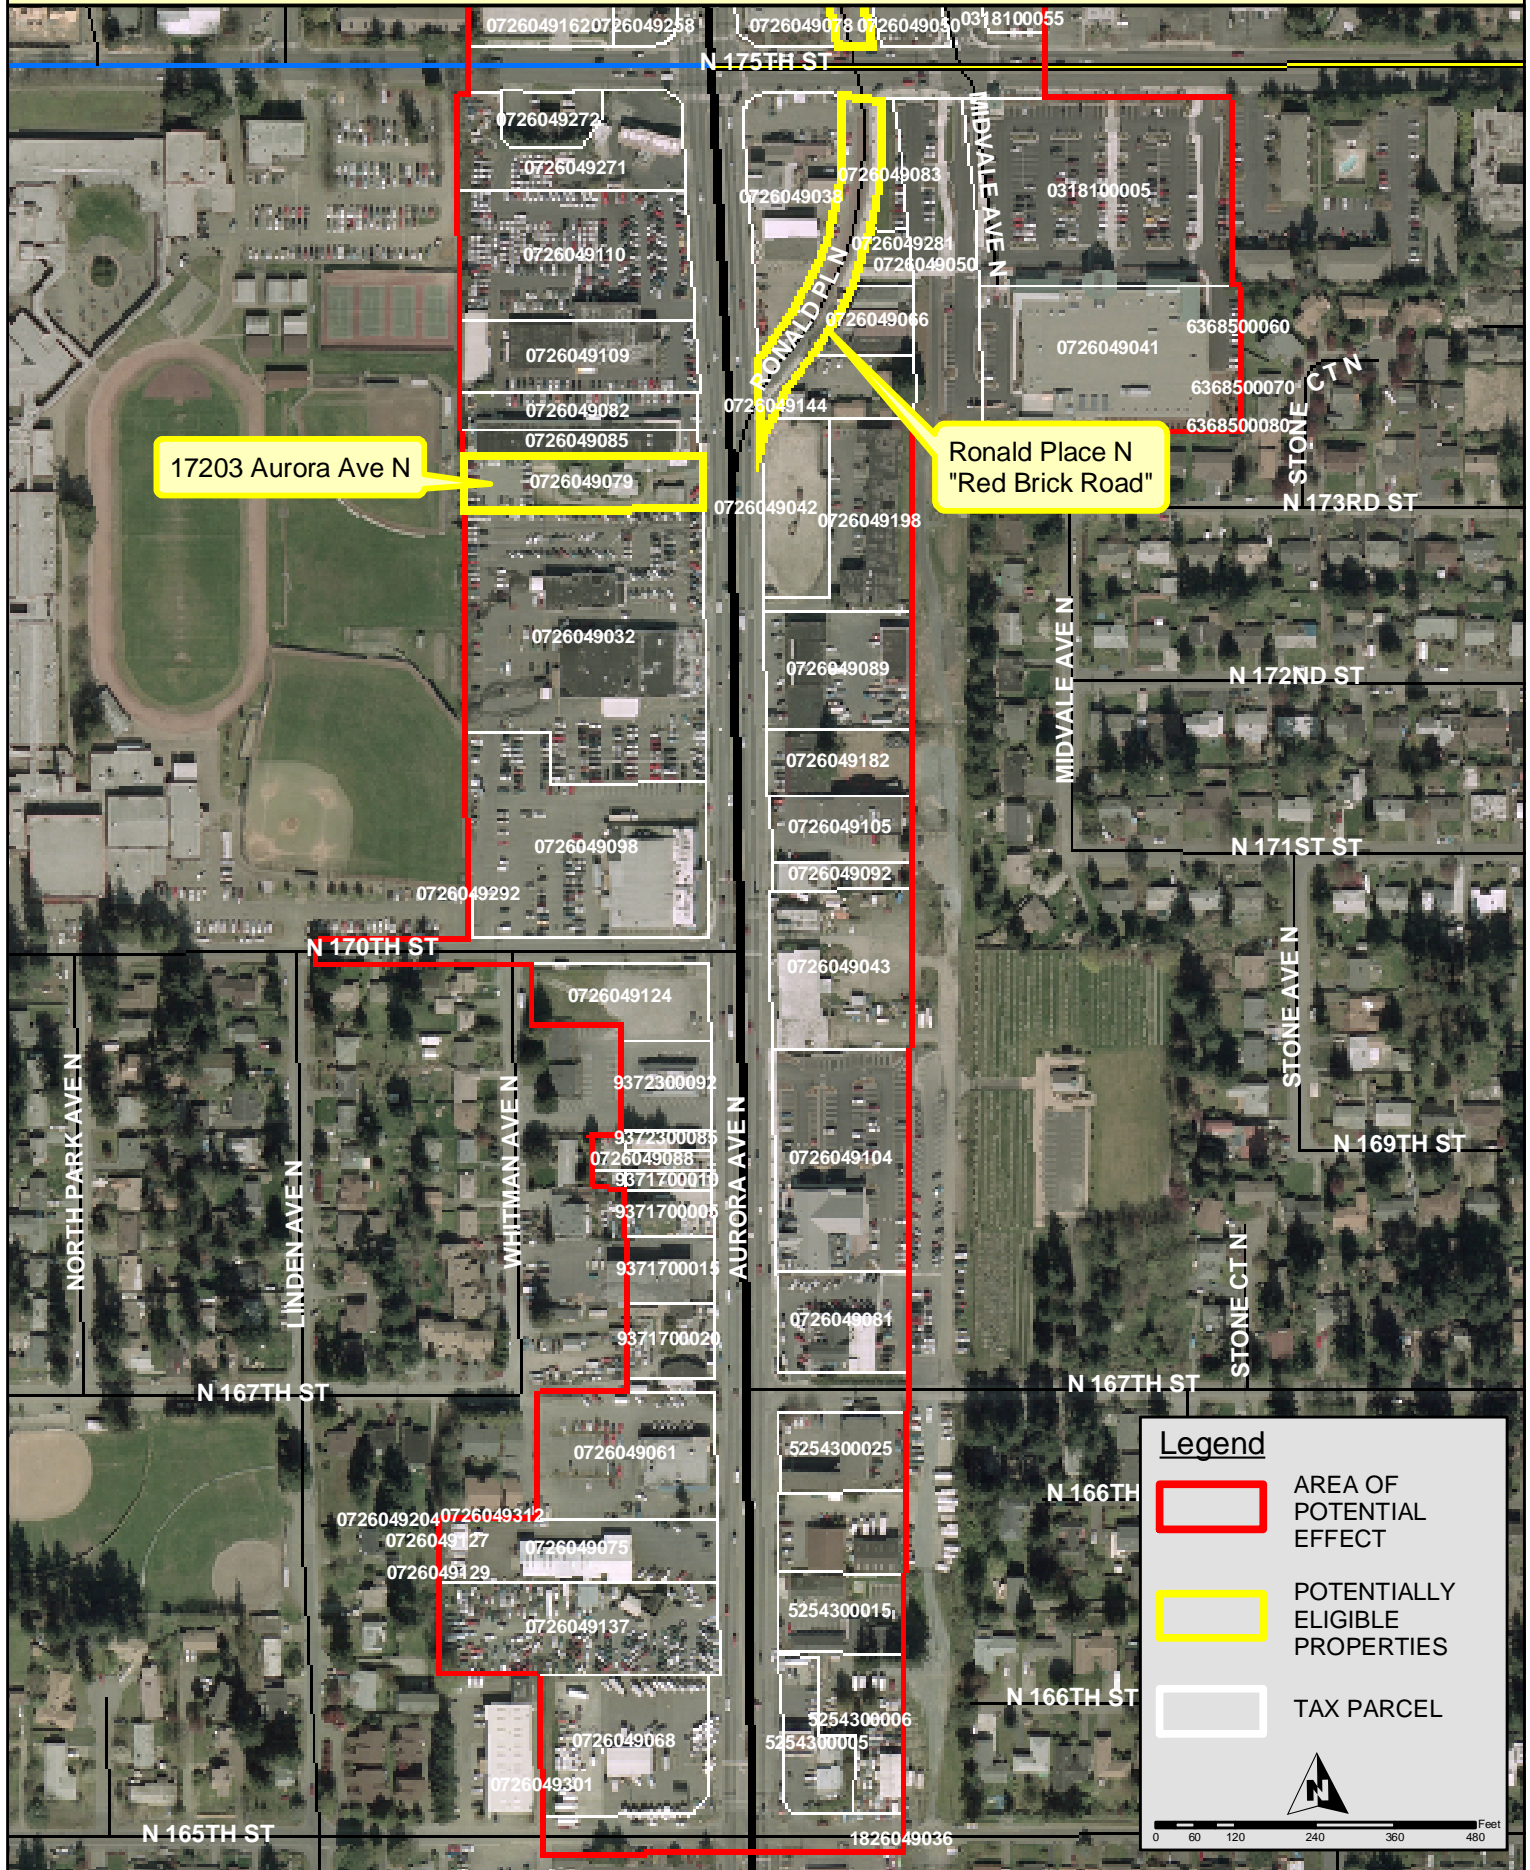 0726049162
0726049258
0726049078
0726049050
0318100055
N 175TH ST
0726049272
0726049271
MIDVALE AVE N
0726049083
0726049038
0318100005
0726049110
0726049281
0726049050
RONALD PL N
0726049066
6368500060
0726049109
0726049041
STONE CT N
6368500070
0726049082
0726049144
6368500080
0726049085
17203 Aurora Ave N
0726049079
Ronald Place N
"Red Brick Road"
N 173RD ST
0726049042
0726049198
0726049032
MIDVALE AVE N
0726049089
N 172ND ST
0726049182
0726049105
0726049098
N 171ST ST
0726049092
0726049292
N 170TH ST
0726049043
STONE AVE N
0726049124
NORTH PARK AVE N
9372300092
9372300085
N 169TH ST
0726049088
0726049104
9371700010
LINDEN AVE N
WHITMAN AVE N
AURORA AVE N
9371700005
9371700015
STONE CT N
0726049081
9371700020
N 167TH ST
N 167TH ST
0726049061
5254300025
N 166TH
0726049204
0726049312
0726049127
0726049075
0726049129
5254300015
0726049137
N 166TH ST
5254300006
0726049068
5254300005
0726049301
N 165TH ST
1826049036
Legend
AREA OF
POTENTIAL
EFFECT
POTENTIALLY
ELIGIBLE
PROPERTIES
TAX PARCEL
N
Feet
0 60 120 240 360 480